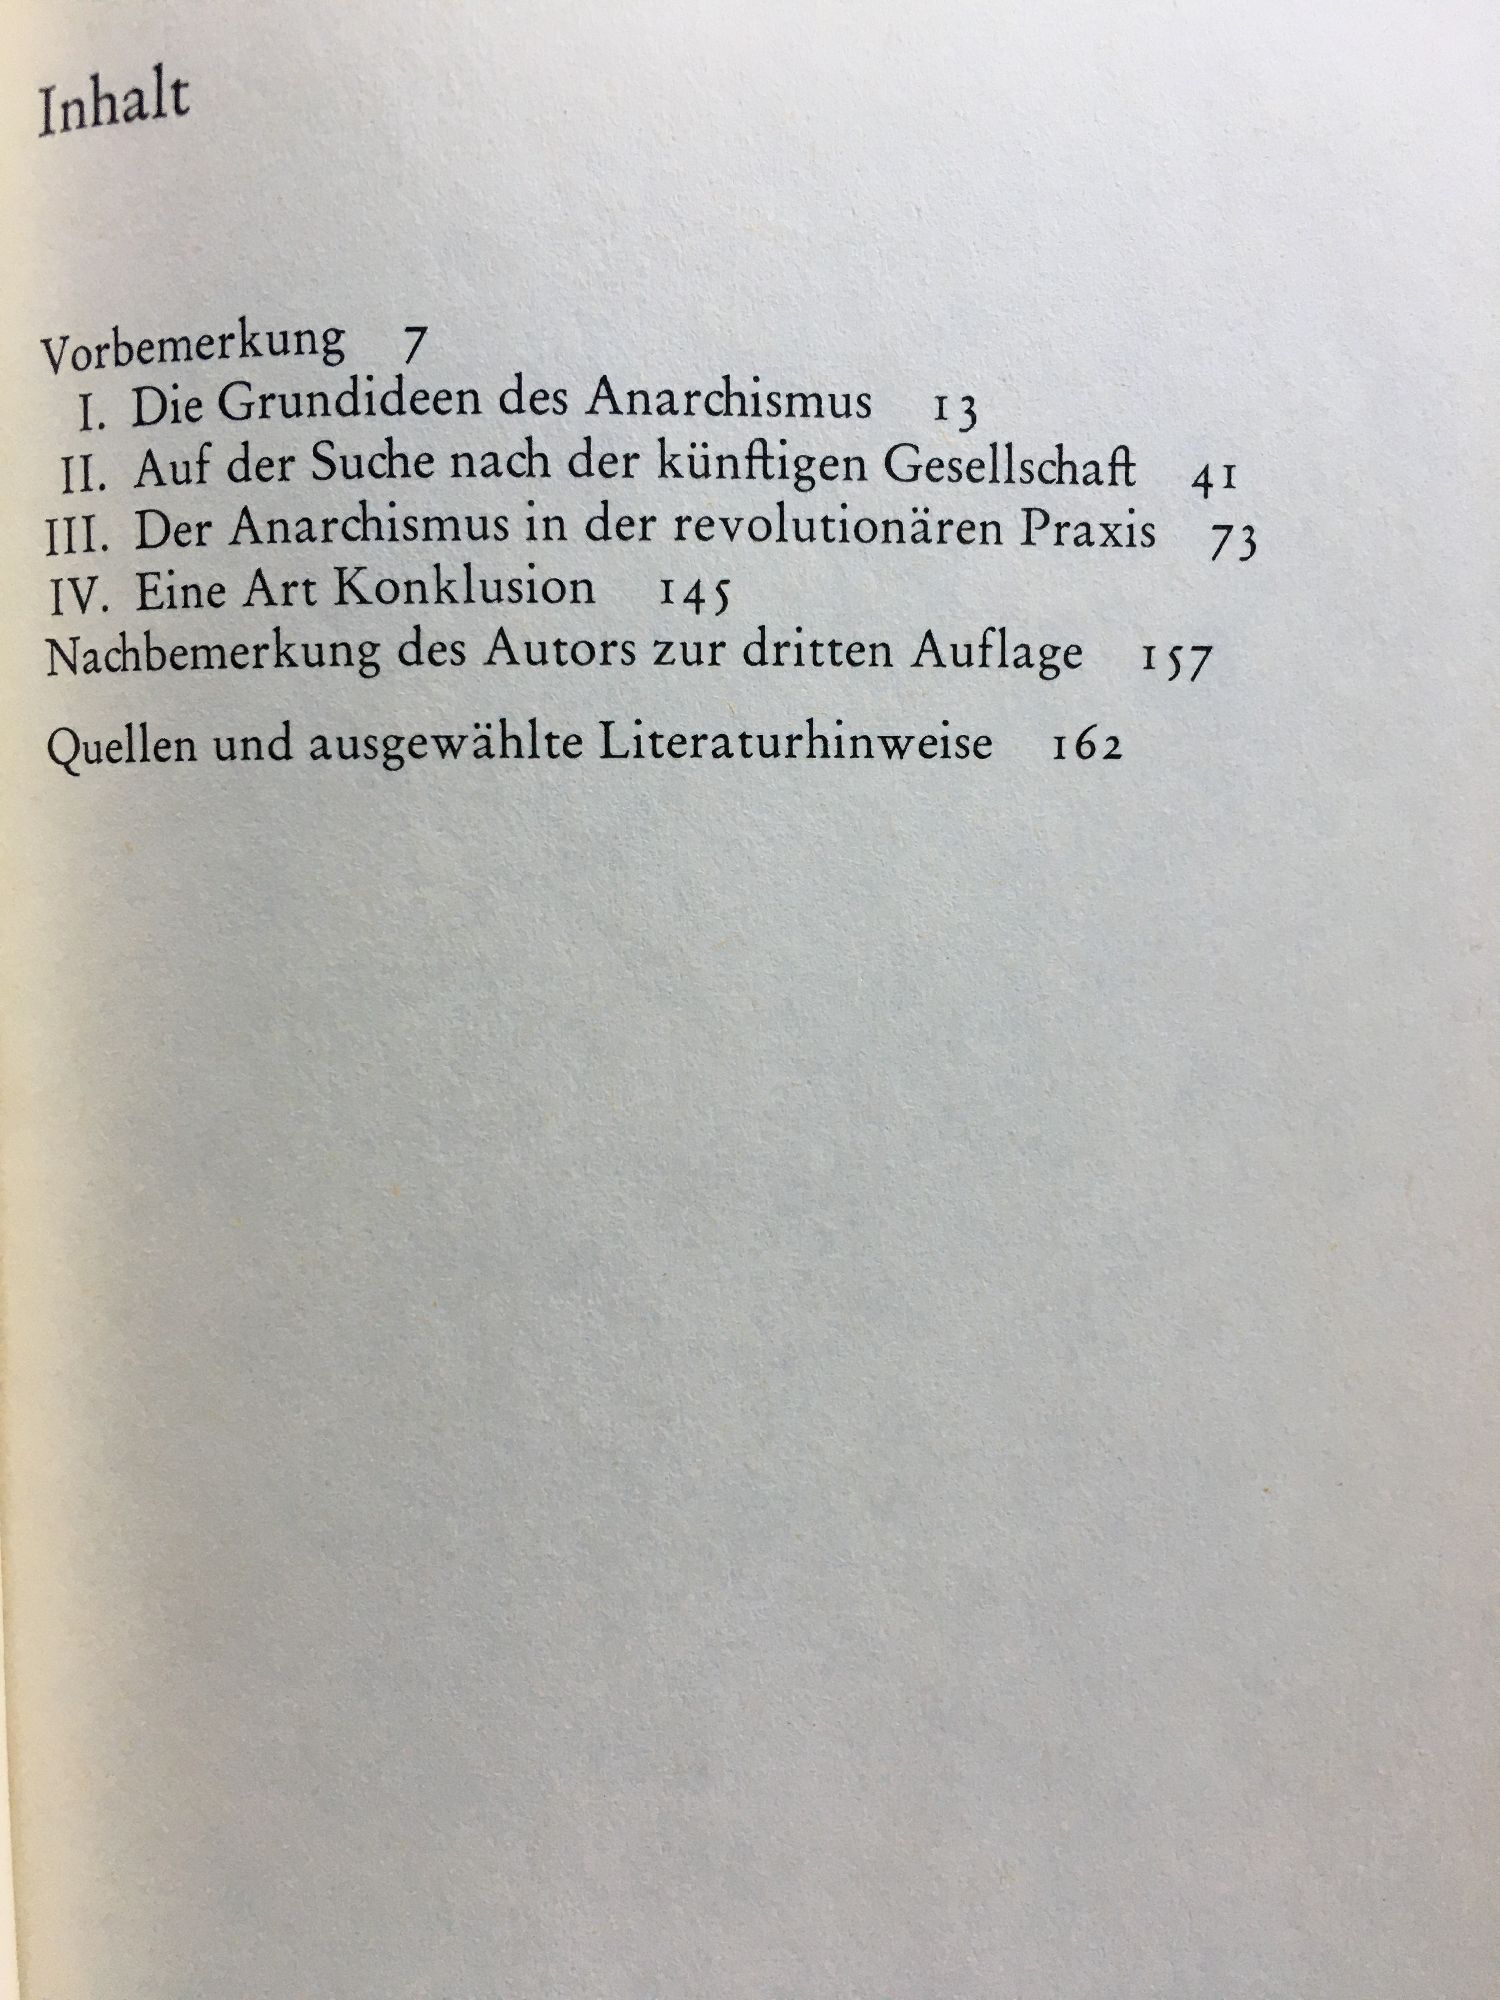 Inhalt
Vorbemerkung 7
I. Die Grundideen des Anarchismus 13
II. Auf der Suche nach der künftigen Gesellschaft 41
III. Der Anarchismus in der revolutionären Praxis 73
IV. Eine Art Konklusion 145
Nachbemerkung des Autors zur dritten Auflage 157
Quellen und ausgewählte Literaturhinweise 162